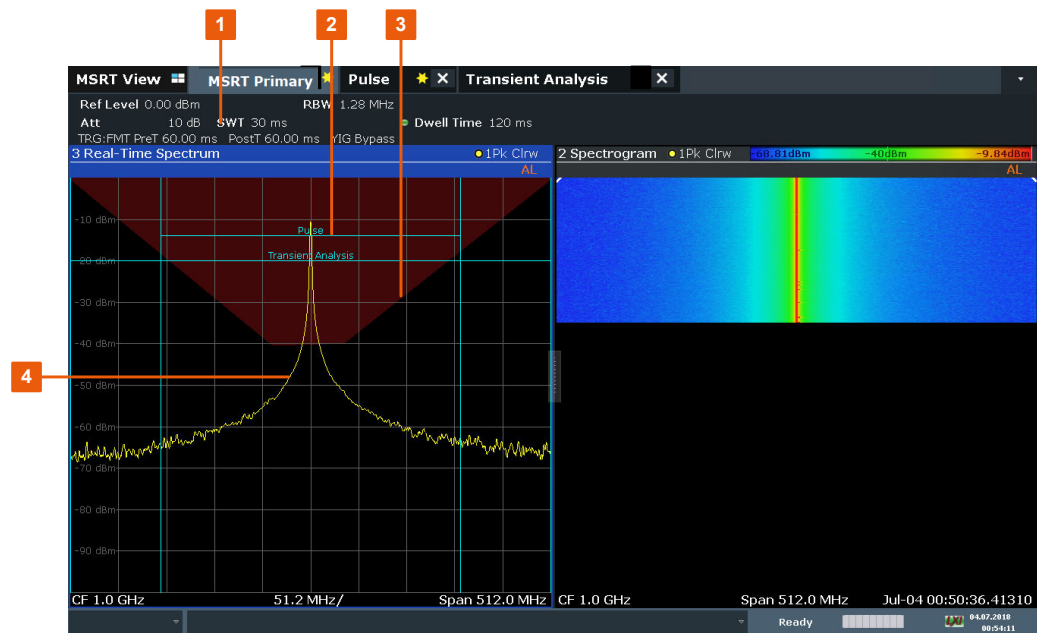 1
2
3
MSRT View
MSRT Primary
Pulse
Transient Analysis
Ref Level 0.00 dBm RBW 1.28 MHz
Att 10 dB SWT 30 ms Dwell Time 120 ms
TRG:FMT PreT 60.00 ms PostT 60.00 ms YIG Bypass
3 Real-Time Spectrum 1Pk Clrw
AL
2 Spectrogram 1Pk Clrw -68.81dBm -40dBm -9.84dBm
AL
-10 dBm
Pulse
-20 dBm
Transient Analysis
-30 dBm
-40 dBm
4
-50 dBm
-60 dBm
-70 dBm
-80 dBm
-90 dBm
CF 1.0 GHz 51.2 MHz/ Span 512.0 MHz
CF 1.0 GHz Span 512.0 MHz Jul-04 00:50:36.41310
Ready
04.07.2018
00:54:11